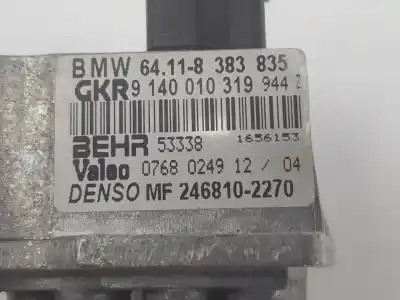 BMW 64.11-8 383 835
GKR 9 140 010 319 944 Z
1656153
BEHR 53338
Valeo 0768 0249 12 / 04
DENSO MF 246810-2270